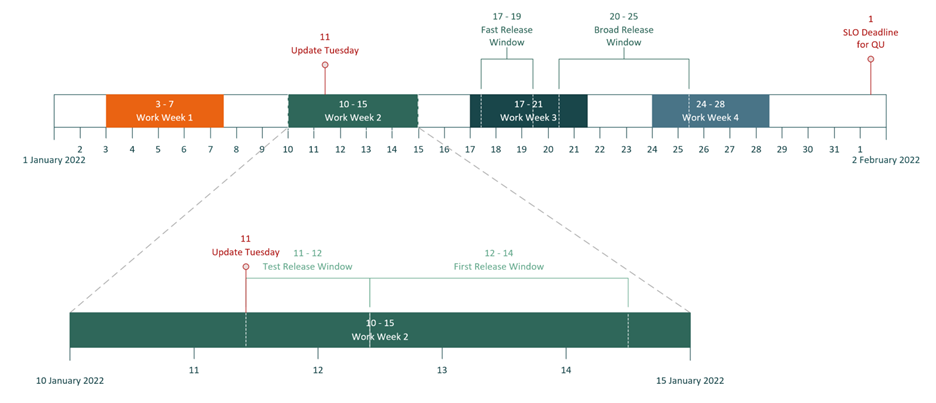 17 - 19
Fast Release
Window
20 - 25
Broad Release
Window
1
SLO Deadline
for QU
11
Update Tuesday
3 - 7
Work Week 1
10 - 15
Work Week 2
17 - 21
Work Week 3
24 - 28
Work Week 4
2 3 4 5 6 7 8 9 10 11 12 13 14 15 16 17 18 19 20 21 22 23 24 25 26 27 28 29 30 31 1
1 January 2022
2 February 2022
11
Update Tuesday
11 - 12
Test Release Window
12 - 14
First Release Window
10 - 15
Work Week 2
11 12 13 14
10 January 2022
15 January 2022